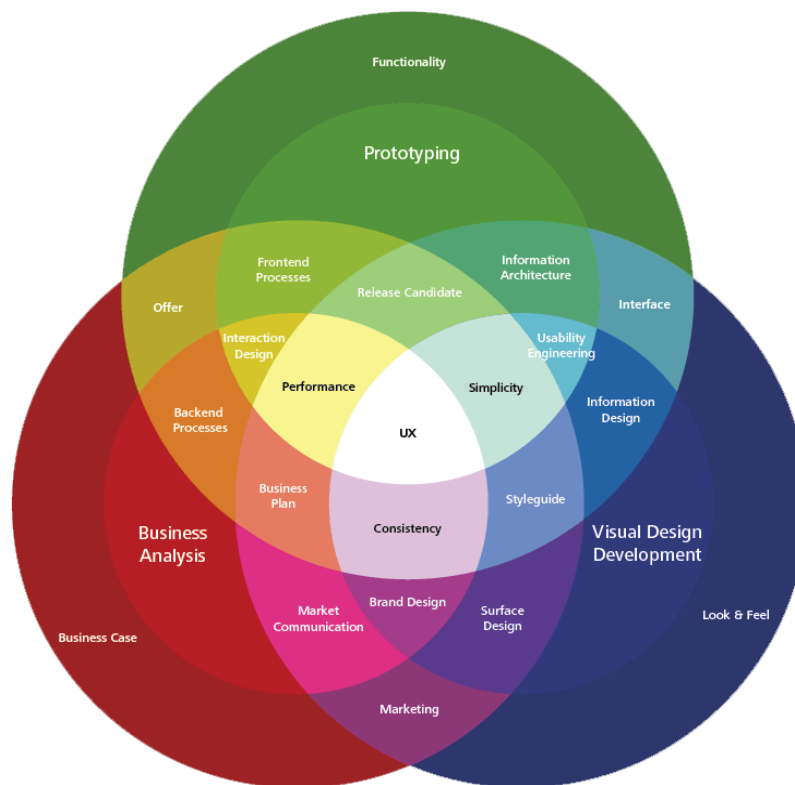 Functionality
Prototyping
Frontend
Processes
Information
Architecture
Release Candidate
Offer
Interface
Interaction
Design
Usability
Engineering
Performance
Simplicity
Backend
Processes
Information
Design
UX
Business
Plan
Styleguide
Consistency
Business
Analysis
Visual Design
Development
Brand Design
Market
Communication
Surface
Design
Business Case
Look & Feel
Marketing